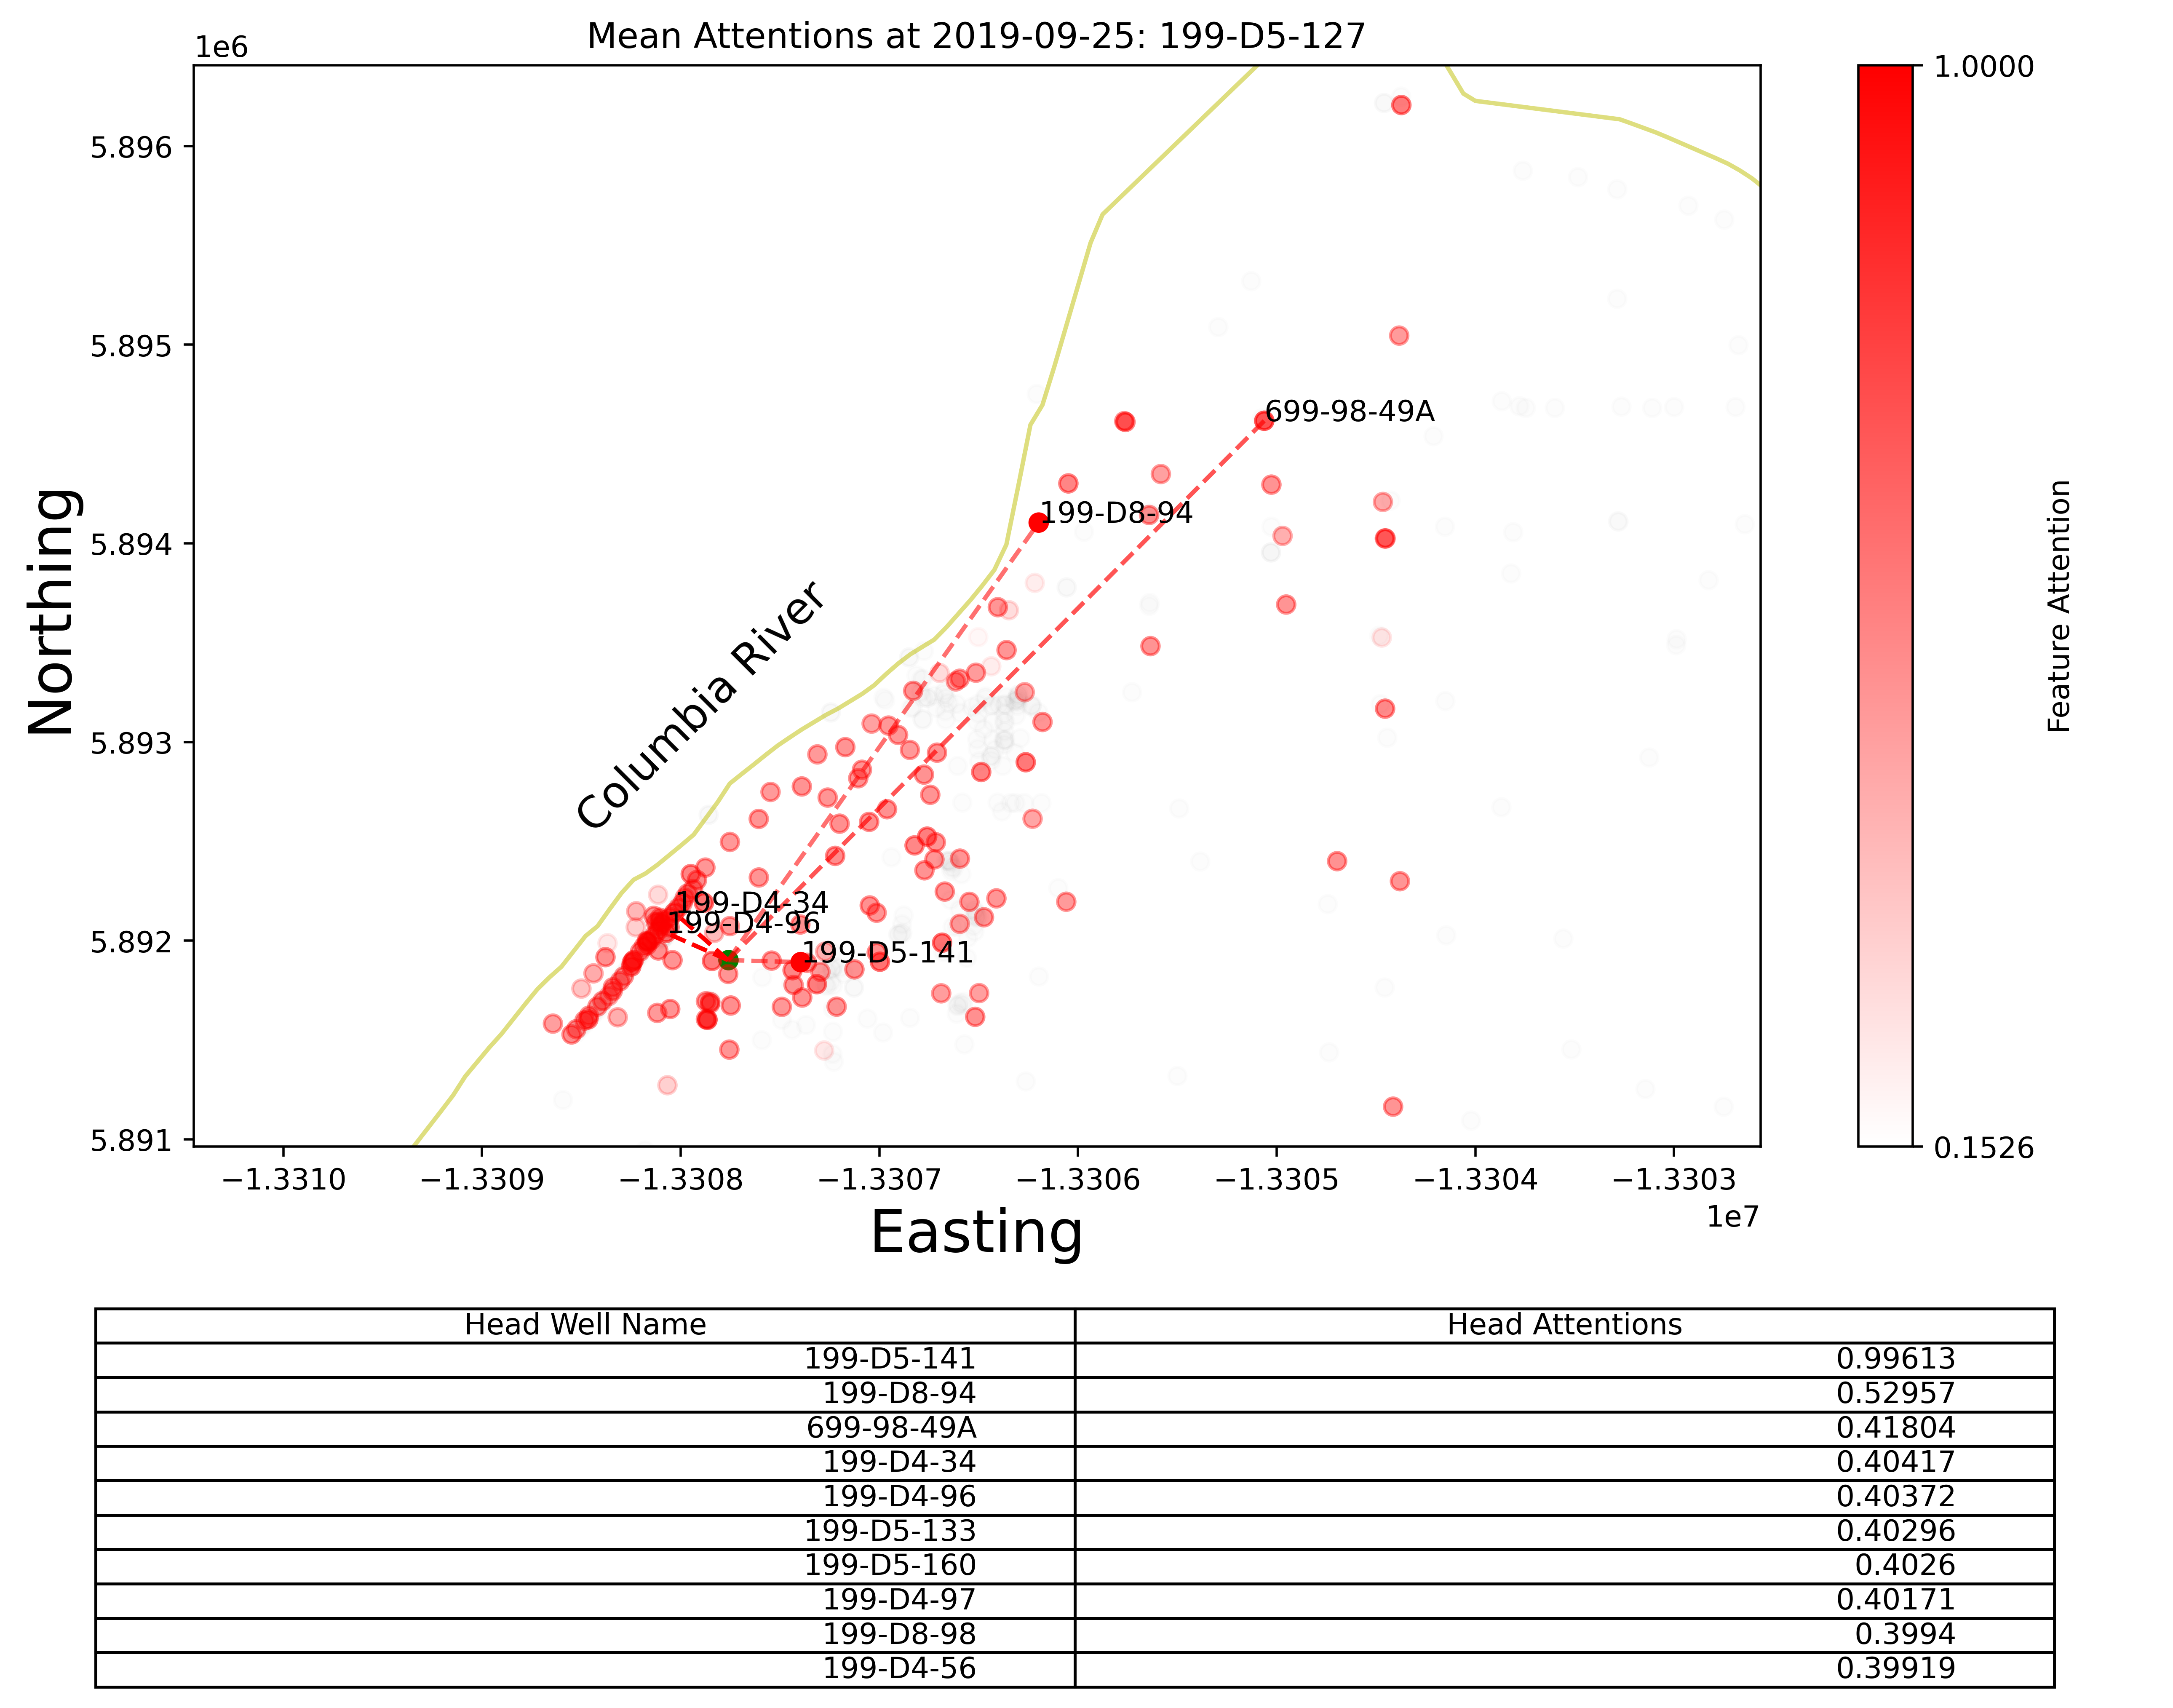 Mean Attentions at 2019-09-25: 199-D5-127
1e6
1.0000
5.896
5.895
5.894
5.893
5.892
5.891
Northing
Columbia River
699-98-49A
199-D8-94
199-D4-34
199-D4-96
199-D5-141
Feature Attention
0.1526
−1.3310 −1.3309 −1.3308 −1.3307 −1.3306 −1.3305 −1.3304 −1.3303
1e7
Easting
Head Well Name Head Attentions
199-D5-141 0.99613
199-D8-94 0.52957
699-98-49A 0.41804
199-D4-34 0.40417
199-D4-96 0.40372
199-D5-133 0.40296
199-D5-160 0.4026
199-D4-97 0.40171
199-D8-98 0.3994
199-D4-56 0.39919